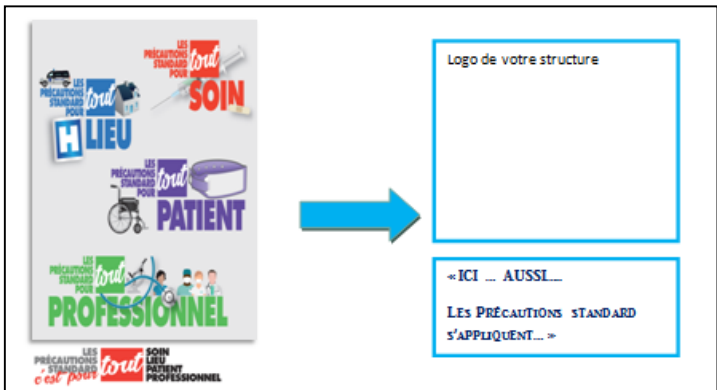 LES
PRÉCAUTIONS
STANDARD
POUR
tout
SOIN
LES
PRÉCAUTIONS
STANDARD
POUR
tout
H LIEU
LES
PRÉCAUTIONS
STANDARD
POUR
tout
PATIENT
LES
PRÉCAUTIONS
STANDARD
POUR
tout
PROFESSIONNEL
LES
PRÉCAUTIONS
STANDARD
c'est pour
tout
SOIN
LIEU
PATIENT
PROFESSIONNEL
Logo de votre structure
« ICI ... AUSSI....
LES PRÉCAUTIONS STANDARD
S'APPLIQUENT... »